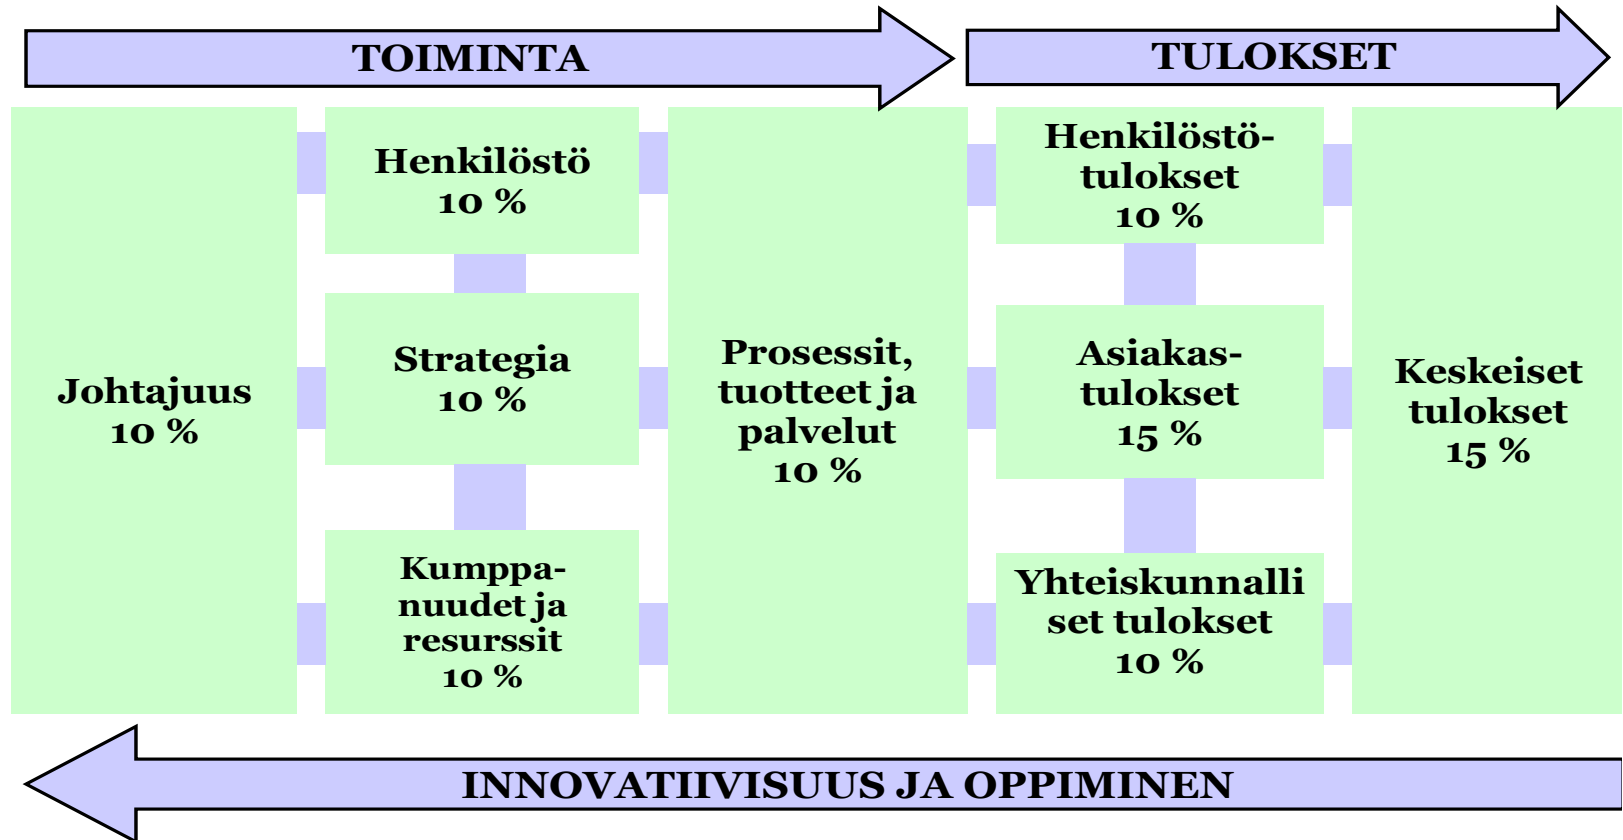 TOIMINTA
TULOKSET
Johtajuus
10 %
Henkilöstö
10 %
Strategia
10 %
Kumppa-
nuudet ja
resurssit
10 %
Prosessit,
tuotteet ja
palvelut
10 %
Henkilöstö-
tulokset
10 %
Asiakas-
tulokset
15 %
Yhteiskunnalli
set tulokset
10 %
Keskeiset
tulokset
15 %
INNOVATIIVISUUS JA OPPIMINEN